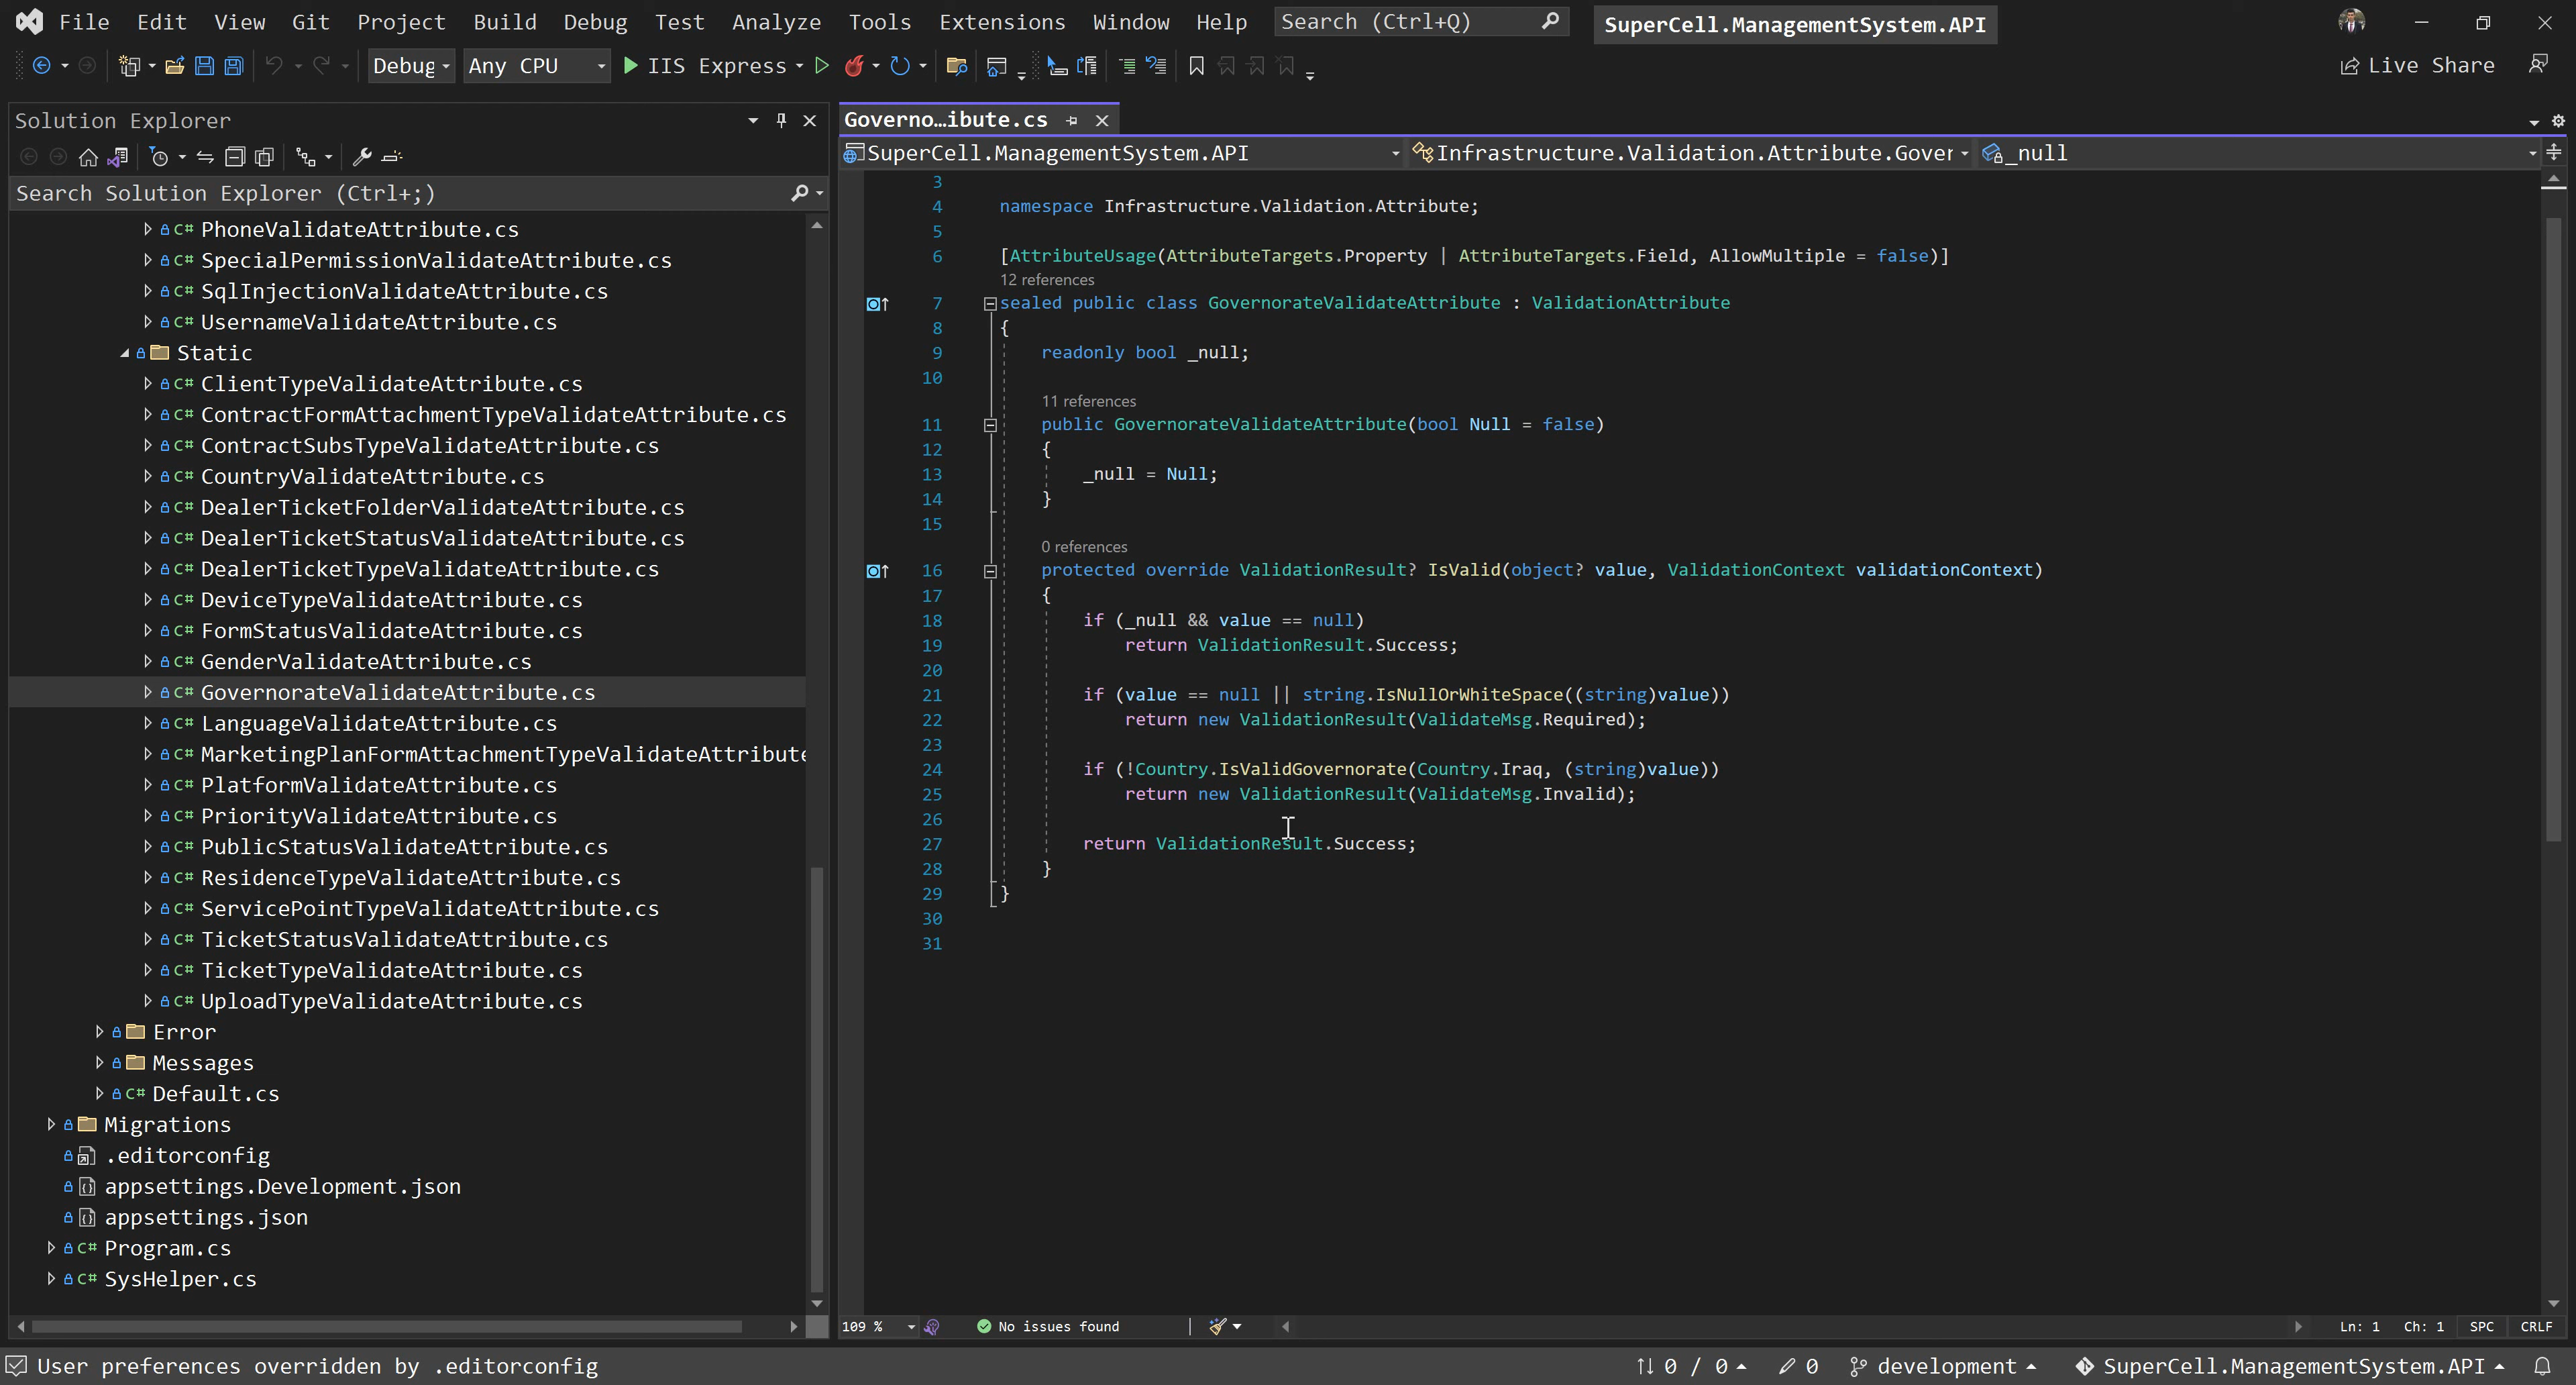 File Edit View Git Project Build Debug Test Analyze Tools Extensions Window Help Search (Ctrl+Q) SuperCell.ManagementSystem.API
Debug Any CPU IIS Express Live Share
Solution Explorer
Search Solution Explorer (Ctrl+;)
C# PhoneValidateAttribute.cs
C# SpecialPermissionValidateAttribute.cs
C# SqlInjectionValidateAttribute.cs
C# UsernameValidateAttribute.cs
Static
C# ClientTypeValidateAttribute.cs
C# ContractFormAttachmentTypeValidateAttribute.cs
C# ContractSubsTypeValidateAttribute.cs
C# CountryValidateAttribute.cs
C# DealerTicketFolderValidateAttribute.cs
C# DealerTicketStatusValidateAttribute.cs
C# DealerTicketTypeValidateAttribute.cs
C# DeviceTypeValidateAttribute.cs
C# FormStatusValidateAttribute.cs
C# GenderValidateAttribute.cs
C# GovernorateValidateAttribute.cs
C# LanguageValidateAttribute.cs
C# MarketingPlanFormAttachmentTypeValidateAttribute
C# PlatformValidateAttribute.cs
C# PriorityValidateAttribute.cs
C# PublicStatusValidateAttribute.cs
C# ResidenceTypeValidateAttribute.cs
C# ServicePointTypeValidateAttribute.cs
C# TicketStatusValidateAttribute.cs
C# TicketTypeValidateAttribute.cs
C# UploadTypeValidateAttribute.cs
Error
Messages
C# Default.cs
Migrations
.editorconfig
appsettings.Development.json
appsettings.json
C# Program.cs
C# SysHelper.cs
Governo…ibute.cs
SuperCell.ManagementSystem.API Infrastructure.Validation.Attribute.Gover _null
3
4 namespace Infrastructure.Validation.Attribute;
5
6 [AttributeUsage(AttributeTargets.Property | AttributeTargets.Field, AllowMultiple = false)]
12 references
7 sealed public class GovernorateValidateAttribute : ValidationAttribute
8 {
9 readonly bool _null;
10
11 references
11 public GovernorateValidateAttribute(bool Null = false)
12 {
13 _null = Null;
14 }
15
0 references
16 protected override ValidationResult? IsValid(object? value, ValidationContext validationContext)
17 {
18 if (_null && value == null)
19 return ValidationResult.Success;
20
21 if (value == null || string.IsNullOrWhiteSpace((string)value))
22 return new ValidationResult(ValidateMsg.Required);
23
24 if (!Country.IsValidGovernorate(Country.Iraq, (string)value))
25 return new ValidationResult(ValidateMsg.Invalid);
26
27 return ValidationResult.Success;
28 }
29 }
30
31
109 % No issues found Ln: 1 Ch: 1 SPC CRLF
User preferences overridden by .editorconfig 0 / 0 0 development SuperCell.ManagementSystem.API